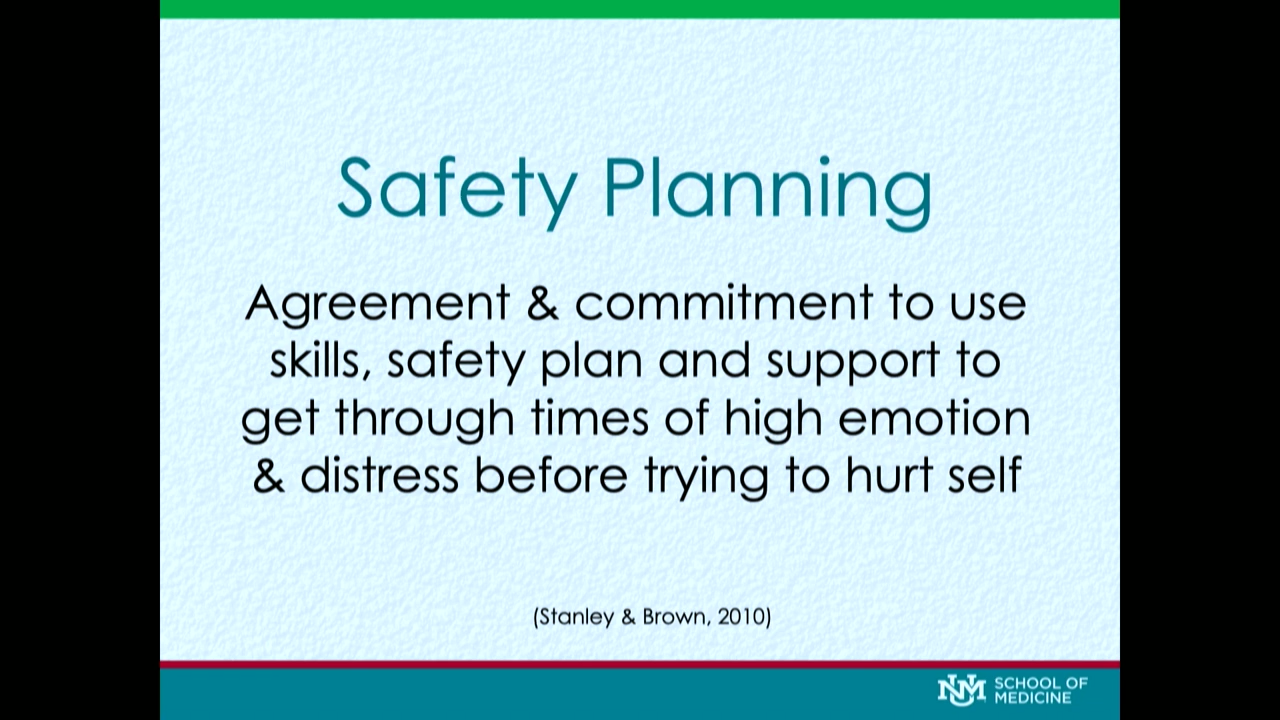 Safety Planning
Agreement & commitment to use
skills, safety plan and support to
get through times of high emotion
& distress before trying to hurt self
(Stanley & Brown, 2010)
UNM SCHOOL OF
MEDICINE